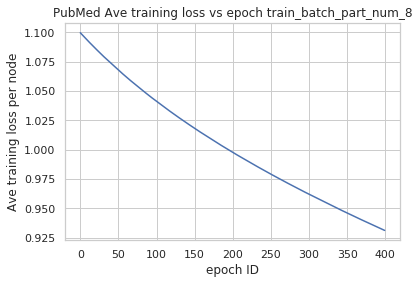 PubMed Ave training loss vs epoch train_batch_part_num_8
1.100
1.075
1.050
1.025
1.000
0.975
0.950
0.925
Ave training loss per node
0 50 100 150 200 250 300 350 400
epoch ID